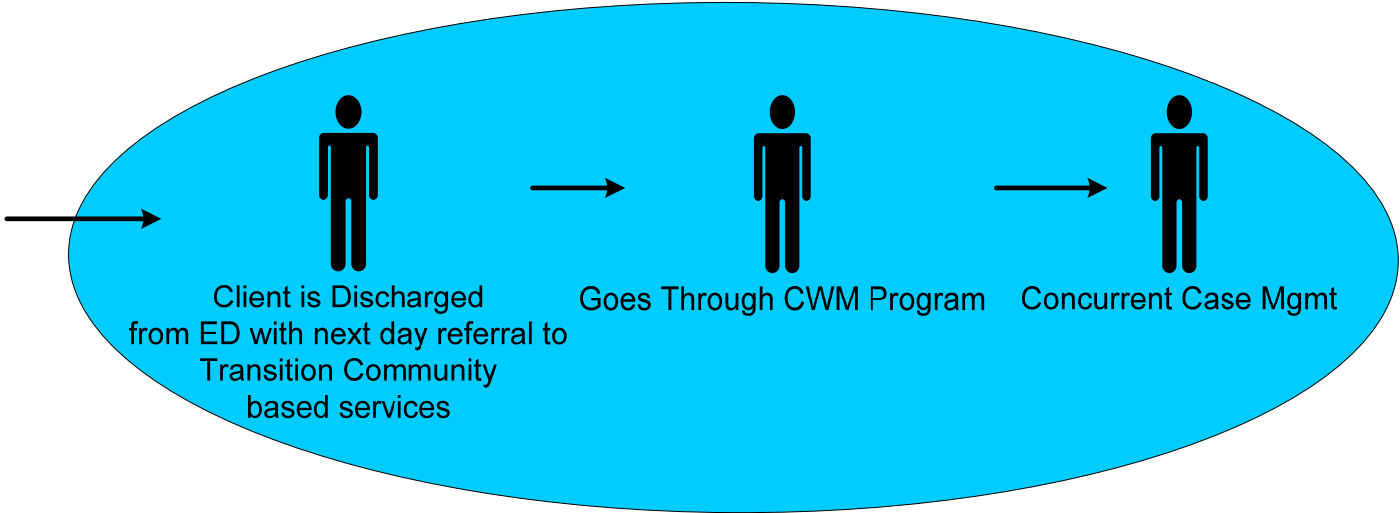 Client is Discharged
from ED with next day referral to
Transition Community
based services
Goes Through CWM Program
Concurrent Case Mgmt